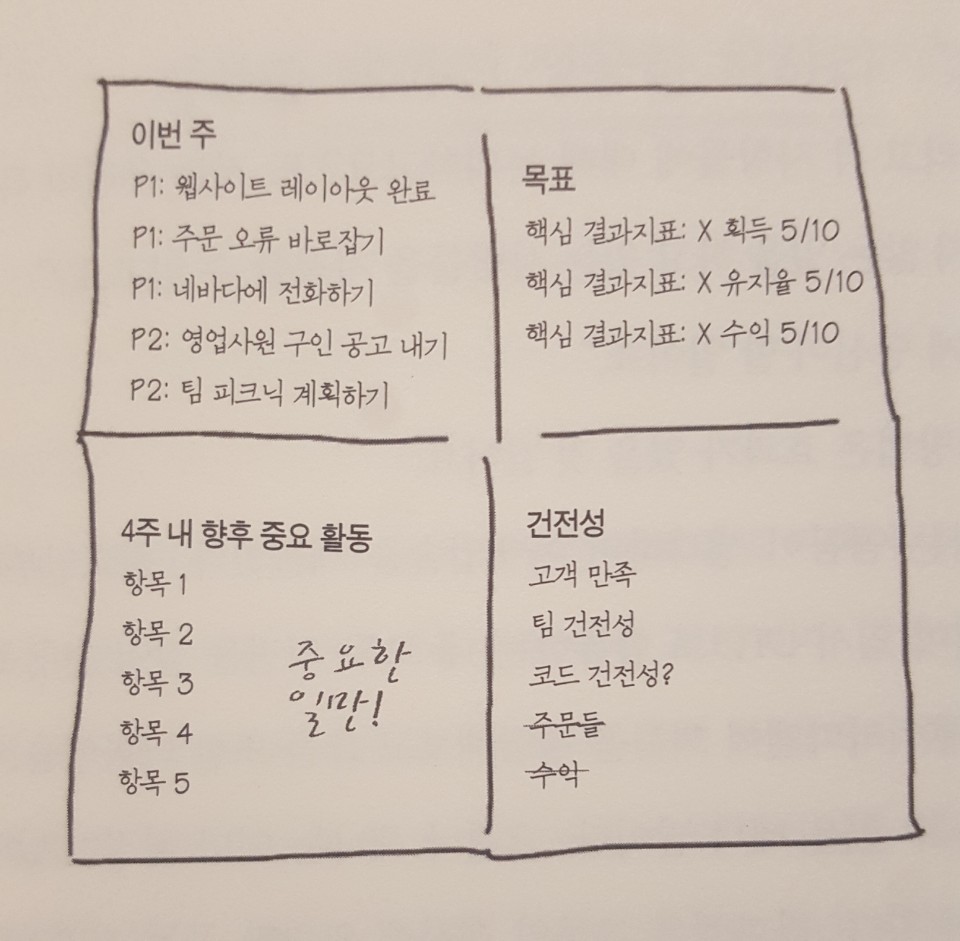 이번 주
P1: 웹사이트 레이아웃 완료
P1: 주문 오류 바로잡기
P1: 네바다에 전화하기
P2: 영업사원 구인 공고 내기
P2: 팀 피크닉 계획하기
목표
핵심 결과지표: X 획득 5/10
핵심 결과지표: X 유지율 5/10
핵심 결과지표: X 수익 5/10
4주 내 향후 중요 활동
항목 1
항목 2
항목 3
항목 4
항목 5
중요한
일만!
건전성
고객 만족
팀 건전성
코드 건전성?
주문들
수익